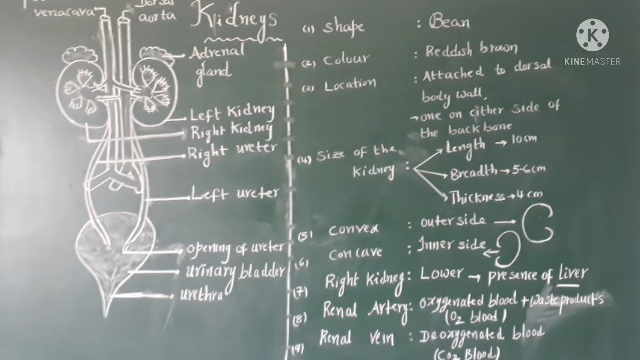 Kidneys
venacava
Dorsal
aorta
Adrenal
gland
Left Kidney
Right Kidney
Right ureter
Left ureter
opening of ureter
urinary bladder
urethra
(1) Shape : Bean
(2) Colour : Reddish brown
(3) Location : Attached to dorsal
body wall,
→ one on either side of
the backbone
(4) Size of the
kidney :
Length → 10cm
Breadth → 5-6cm
Thickness → 4cm
(5) Convex : outerside →
(6) Concave : Inner side
(7) Right Kidney : Lower → presence of liver
(8) Renal Artery : oxygenated blood + waste products
(O2 blood)
(9) Renal Vein : Deoxygenated blood
(CO2 Blood)
KINEMASTER